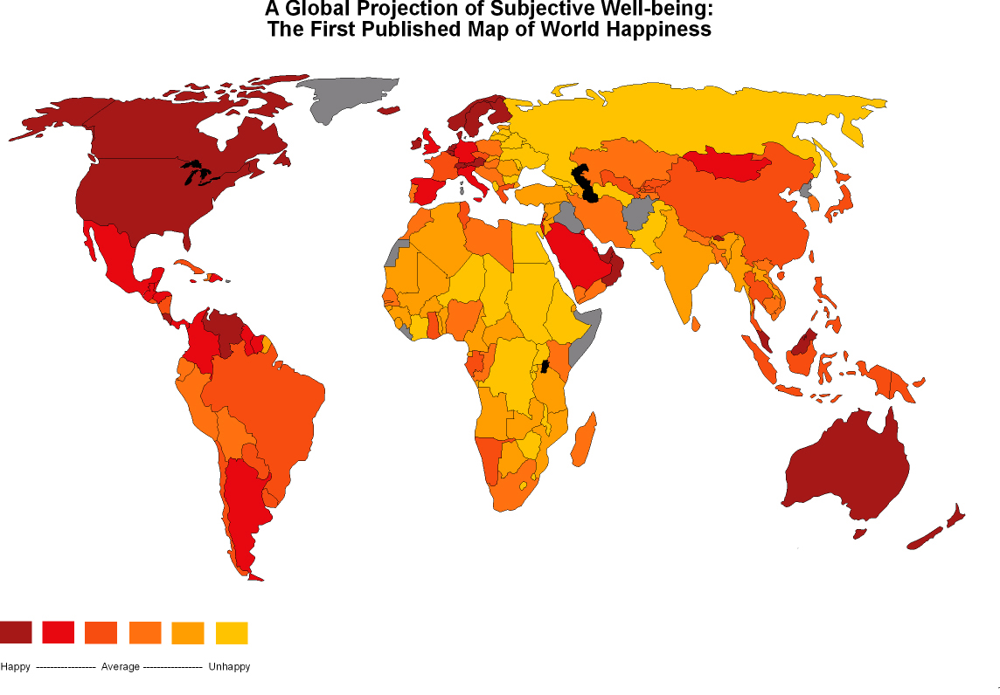 A Global Projection of Subjective Well-being:
The First Published Map of World Happiness
Happy ----------------- Average ----------------- Unhappy